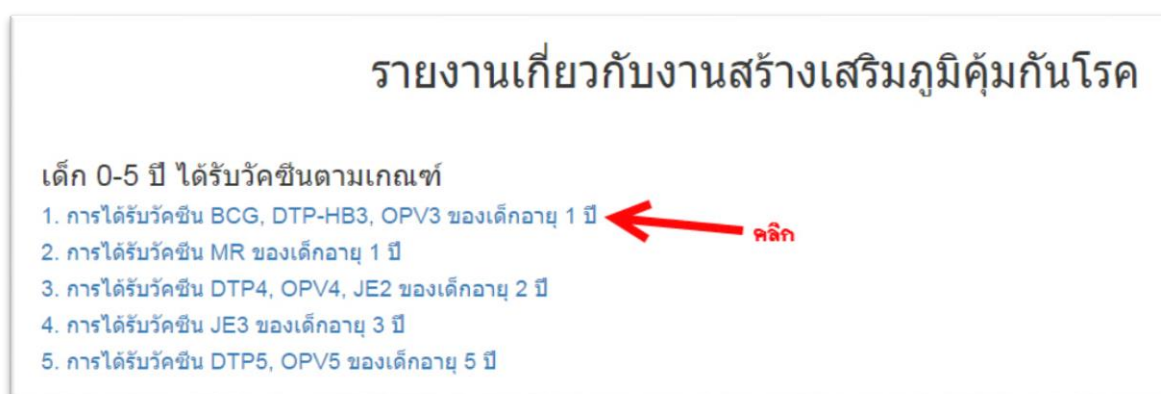 รายงานเกี่ยวกับงานสร้างเสริมภูมิคุ้มกันโรค
เด็ก 0-5 ปี ได้รับวัคซีนตามเกณฑ์
1. การได้รับวัคซีน BCG, DTP-HB3, OPV3 ของเด็กอายุ 1 ปี
คลิก
2. การได้รับวัคซีน MR ของเด็กอายุ 1 ปี
3. การได้รับวัคซีน DTP4, OPV4, JE2 ของเด็กอายุ 2 ปี
4. การได้รับวัคซีน JE3 ของเด็กอายุ 3 ปี
5. การได้รับวัคซีน DTP5, OPV5 ของเด็กอายุ 5 ปี